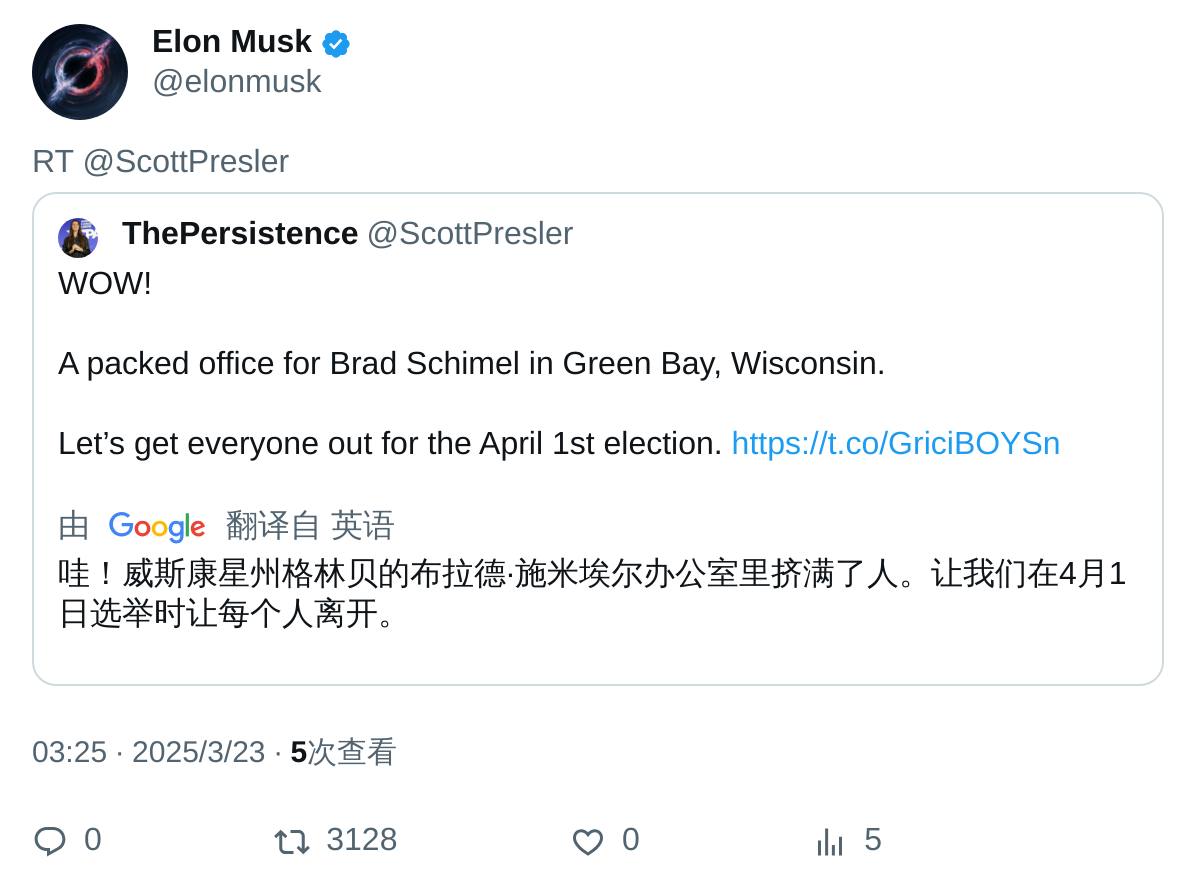 Elon Musk
@elonmusk
RT @ScottPresler
ThePersistence @ScottPresler
WOW!
A packed office for Brad Schimel in Green Bay, Wisconsin.
Let’s get everyone out for the April 1st election. https://t.co/GriciBOYSn
由 Google 翻译自 英语
哇！威斯康星州格林贝的布拉德·施米埃尔办公室里挤满了人。让我们在4月1
日选举时让每个人离开。
03:25 · 2025/3/23 · 5次查看
0 3128 0 5